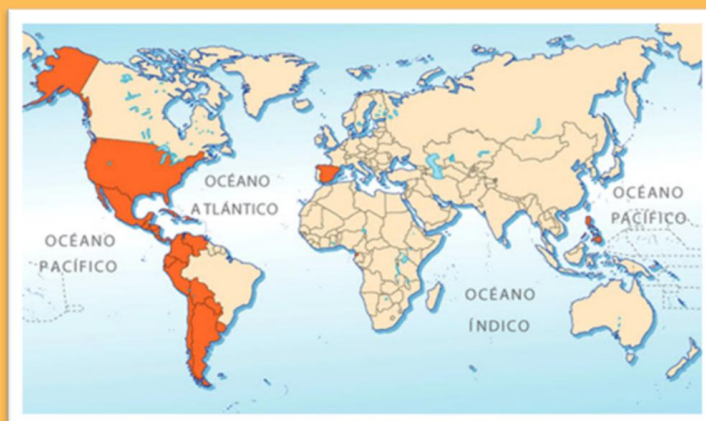 OCÉANO
ATLÁNTICO
OCÉANO
PACÍFICO
OCÉANO
PACÍFICO
OCÉANO
ÍNDICO